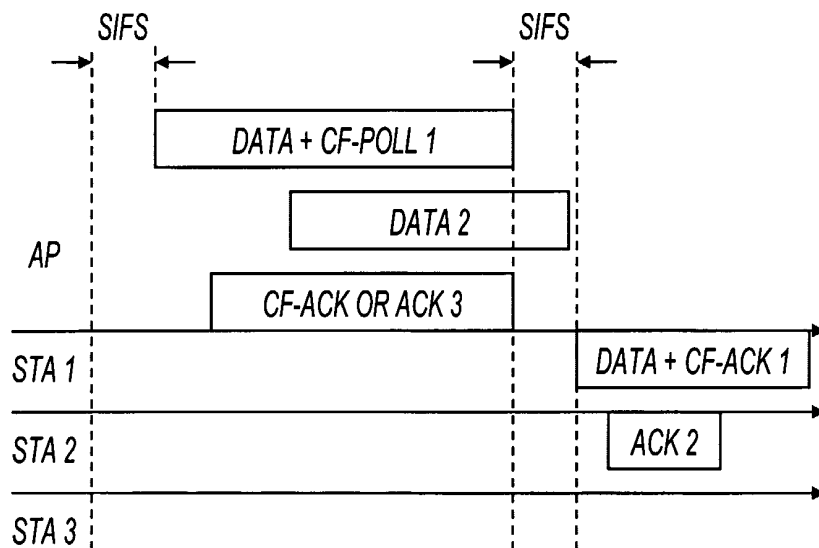 SIFS
SIFS
DATA + CF-POLL 1
DATA 2
AP
CF-ACK OR ACK 3
STA 1
DATA + CF-ACK 1
STA 2
ACK 2
STA 3